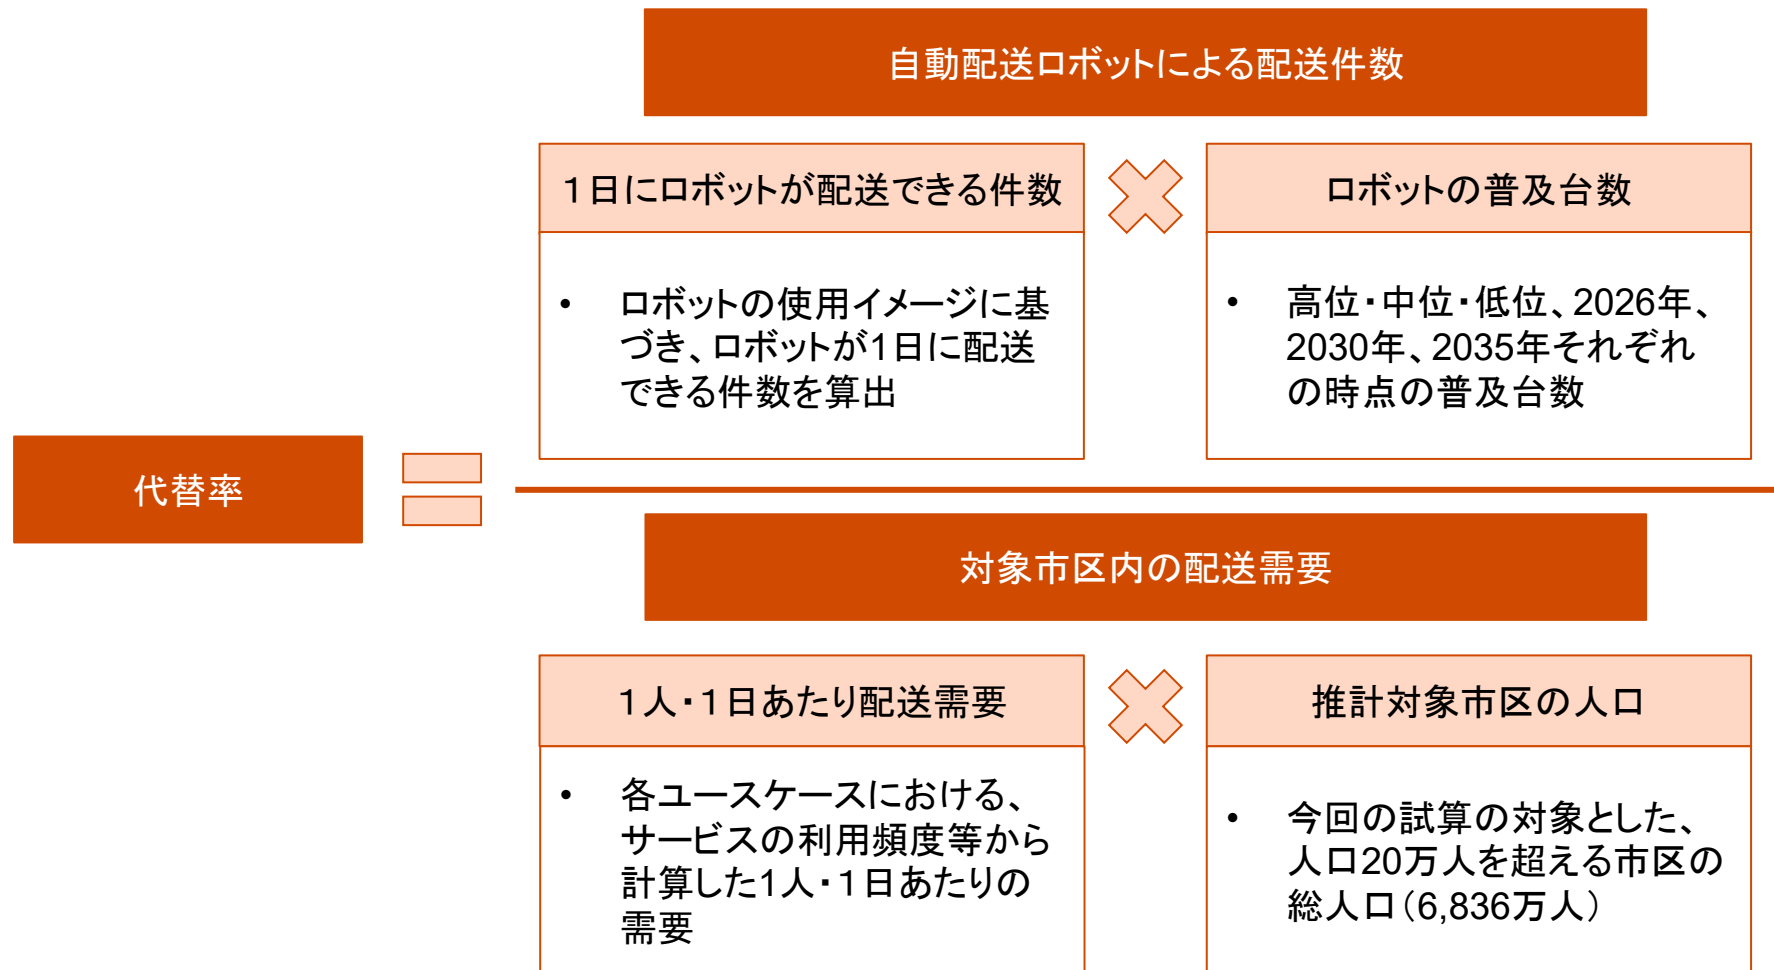 自動配送ロボットによる配送件数
１日にロボットが配送できる件数
ロボットの普及台数
• ロボットの使用イメージに基
づき、ロボットが1日に配送
できる件数を算出
• 高位・中位・低位、2026年、
2030年、2035年それぞれ
の時点の普及台数
代替率
対象市区内の配送需要
１人・１日あたり配送需要
推計対象市区の人口
• 各ユースケースにおける、
サービスの利用頻度等から
計算した1人・１日あたりの
需要
• 今回の試算の対象とした、
人口20万人を超える市区の
総人口（6,836万人）